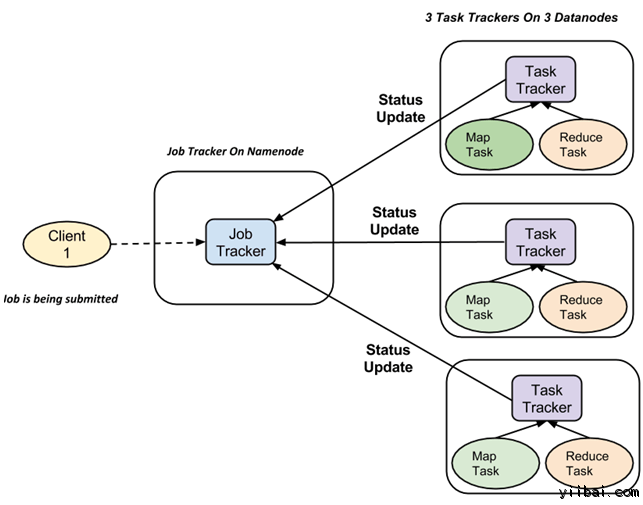 3 Task Trackers On 3 Datanodes
Task
Tracker
Status
Update
Map
Task
Reduce
Task
Job Tracker On Namenode
Client
1
Job
Tracker
Status
Update
Task
Tracker
Map
Task
Reduce
Task
Iob is being submitted
Status
Update
Task
Tracker
Map
Task
Reduce
Task
yiibai.com